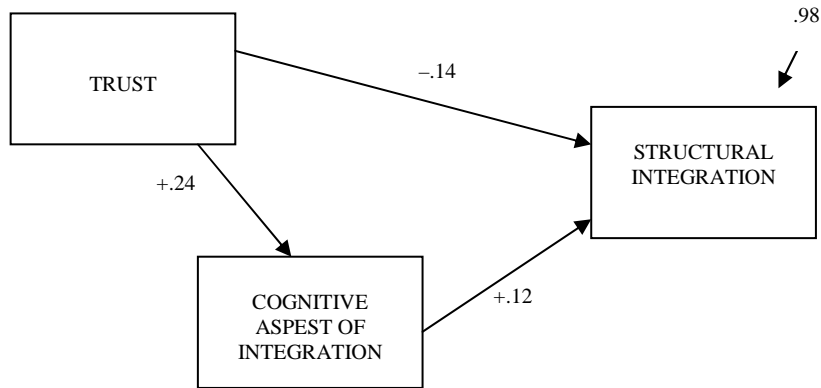 .98
TRUST
–.14
STRUCTURAL
INTEGRATION
+.24
COGNITIVE
ASPEST OF
INTEGRATION
+.12